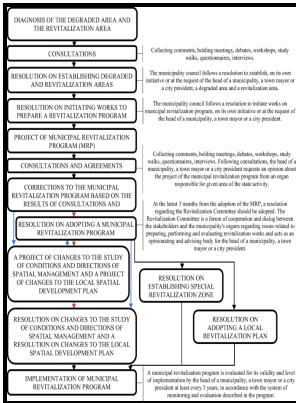 DIAGNOSIS OF THE DEGRADED AREA AND
THE REVITALIZATION AREA
CONSULTATIONS
Collecting comments, holding meetings, debates, workshops, study
walks, questionnaires, interviews.
RESOLUTION ON ESTABLISHING DEGRADED
AND REVITALIZATION AREAS
The municipality council follows a resolution to establish, on its own
initiative or at the request of the head of a municipality, a town mayor or
a city president, a degraded area and a revitalization area.
RESOLUTION ON INITIATING WORKS TO
PREPARE A REVITALIZATION PROGRAM
The municipality council follows a resolution to initiate works on
municipal revitalization program, on its own initiative or at the request of
the head of a municipality, a town mayor or a city president.
PROJECT OF MUNICIPAL REVITALIZATION
PROGRAM (MRP)
CONSULTATIONS AND AGREEMENTS
Collecting comments, holding meetings, debates, workshops, study
walks, questionnaires, interviews. Following consultations, the head of a
municipality, a town mayor or a city president requests an opinion about
the project of the municipal revitalization program from an organ
responsible for given area of the state activity.
CORRECTIONS TO THE MUNICIPAL
REVITALIZATION PROGRAM BASED ON THE
RESULTS OF CONSULTATIONS AND
At the latest 3 months from the adoption of the MRP, a resolution
regarding the Revitalization Committee should be adopted. The
Revitalization Committee is a forum of cooperation and dialog between
the stakeholders and the municipality's organs regarding issues related to
preparing, performing and evaluating revitalization works and acts as an
opinionating and advising body for the head of a municipality, a town
mayor or a city president.
RESOLUTION ON ADOPTING A MUNICIPAL
REVITALIZATION PROGRAM
A PROJECT OF CHANGES TO THE STUDY
OF CONDITIONS AND DIRECTIONS OF
SPATIAL MANAGEMENT AND A PROJECT
OF CHANGES TO THE LOCAL SPATIAL
DEVELOPMENT PLAN
RESOLUTION ON
ESTABLISHING SPECIAL
REVITALIZATION ZONE
RESOLUTION ON CHANGES TO THE STUDY
OF CONDITIONS AND DIRECTIONS OF
SPATIAL MANAGEMENT AND A
RESOLUTION ON CHANGES TO THE LOCAL
SPATIAL DEVELOPMENT PLAN
RESOLUTION ON
ADOPTING A LOCAL
REVITALIZATION PLAN
IMPLEMENTATION OF MUNICIPAL
REVITALIZATION PROGRAM
A municipal revitalization program is evaluated for its validity and level
of implementation by the head of a municipality, a town mayor or a city
president at least every 3 years, in accordance with the system of
monitoring and evaluation described in the program.